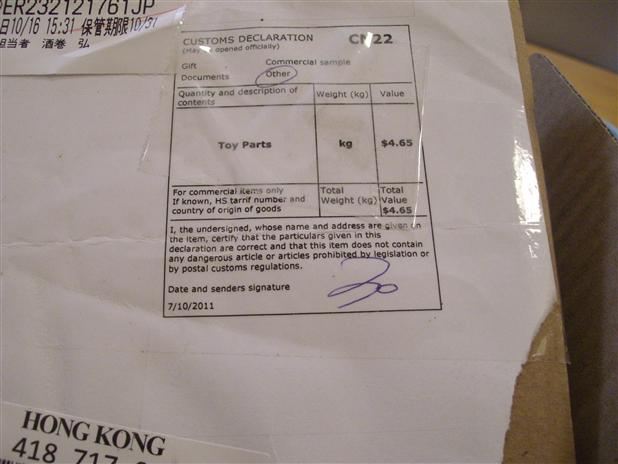 ER232121761JP
日10/16 15:31 保管期限10/31
担当者 酒巻 弘
CUSTOMS DECLARATION CN22
(May be opened officially)
Gift Commercial sample
Documents Other
Quantity and description of contents Weight (kg) Value
Toy Parts kg $4.65
For commercial items only
If known, HS tarrif number and
country of origin of goods
Total Weight (kg)
Total Value
$4.65
I, the undersigned, whose name and address are given on
the item, certify that the particulars given in this
declaration are correct and that this item does not contain
any dangerous article or articles prohibited by legislation or
by postal customs regulations.
Date and senders signature
7/10/2011
HONG KONG
418 717